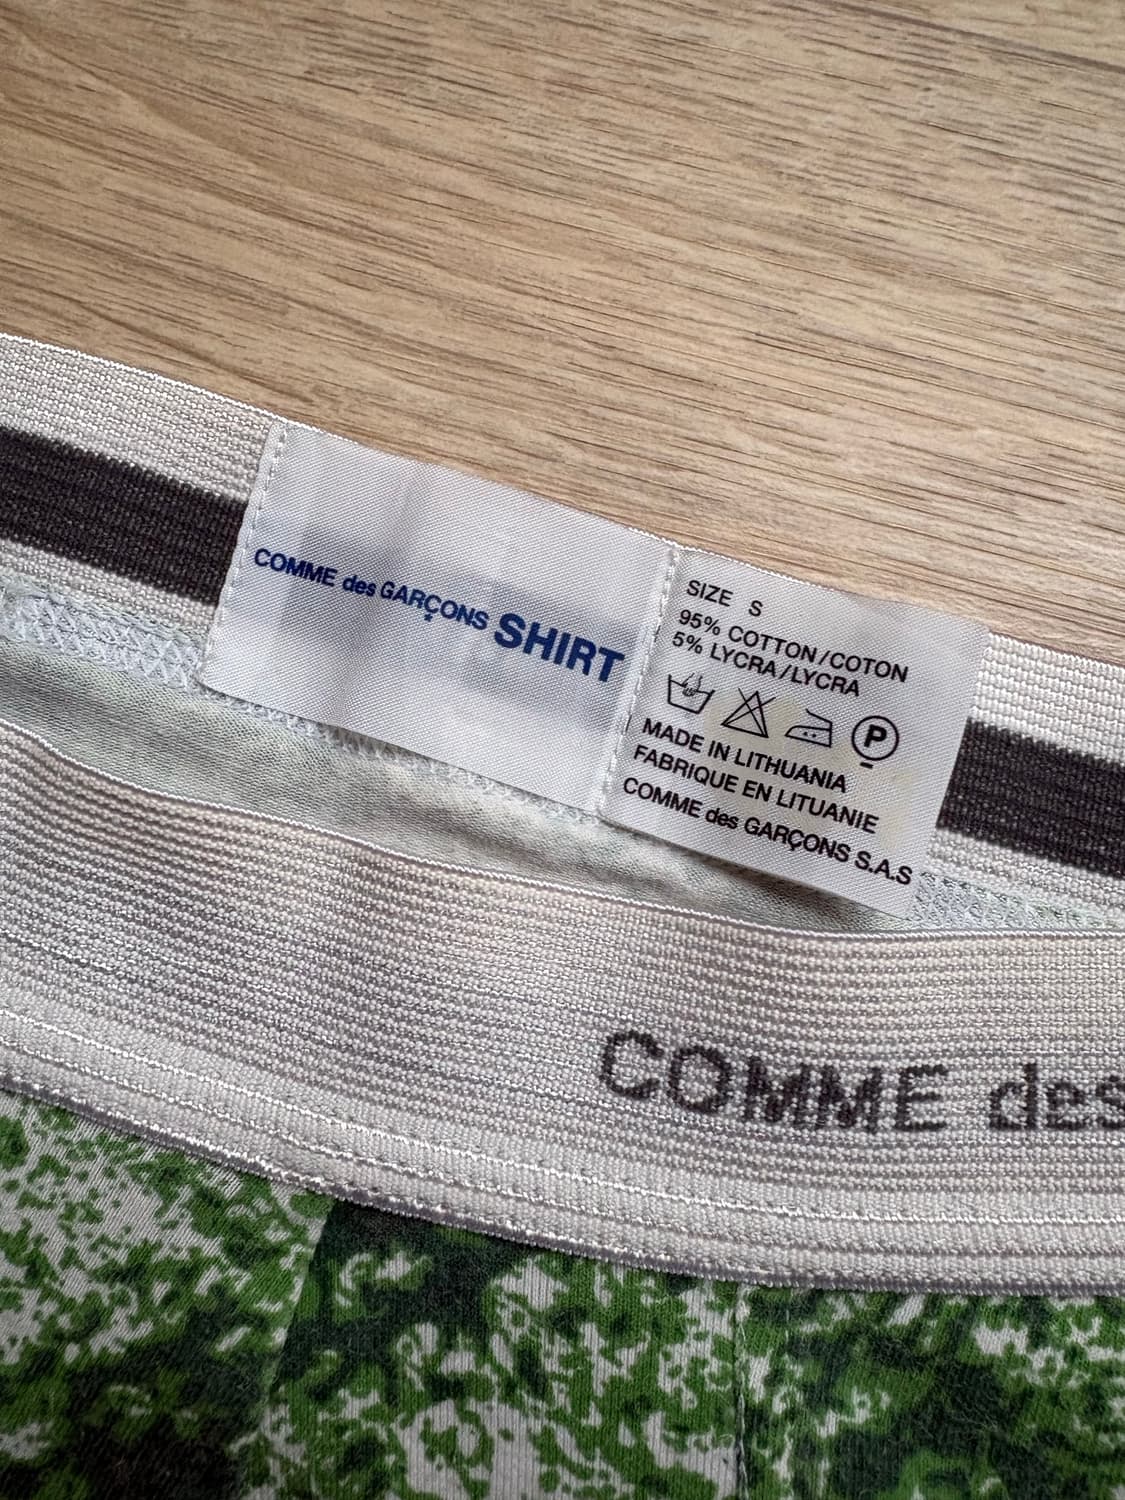 COMME des GARÇONS SHIRT
SIZE S
95% COTTON/COTON
5% LYCRA/LYCRA
P
MADE IN LITHUANIA
FABRIQUE EN LITUANIE
COMME des GARÇONS S.A.S
COMME des